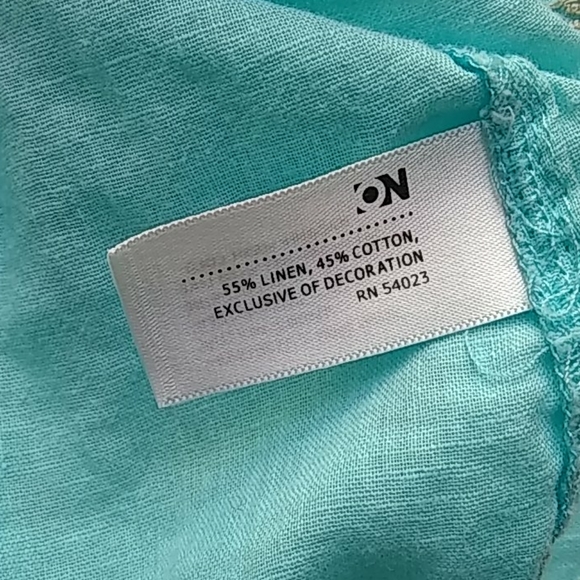 ON
55% LINEN, 45% COTTON,
EXCLUSIVE OF DECORATION
RN 54023